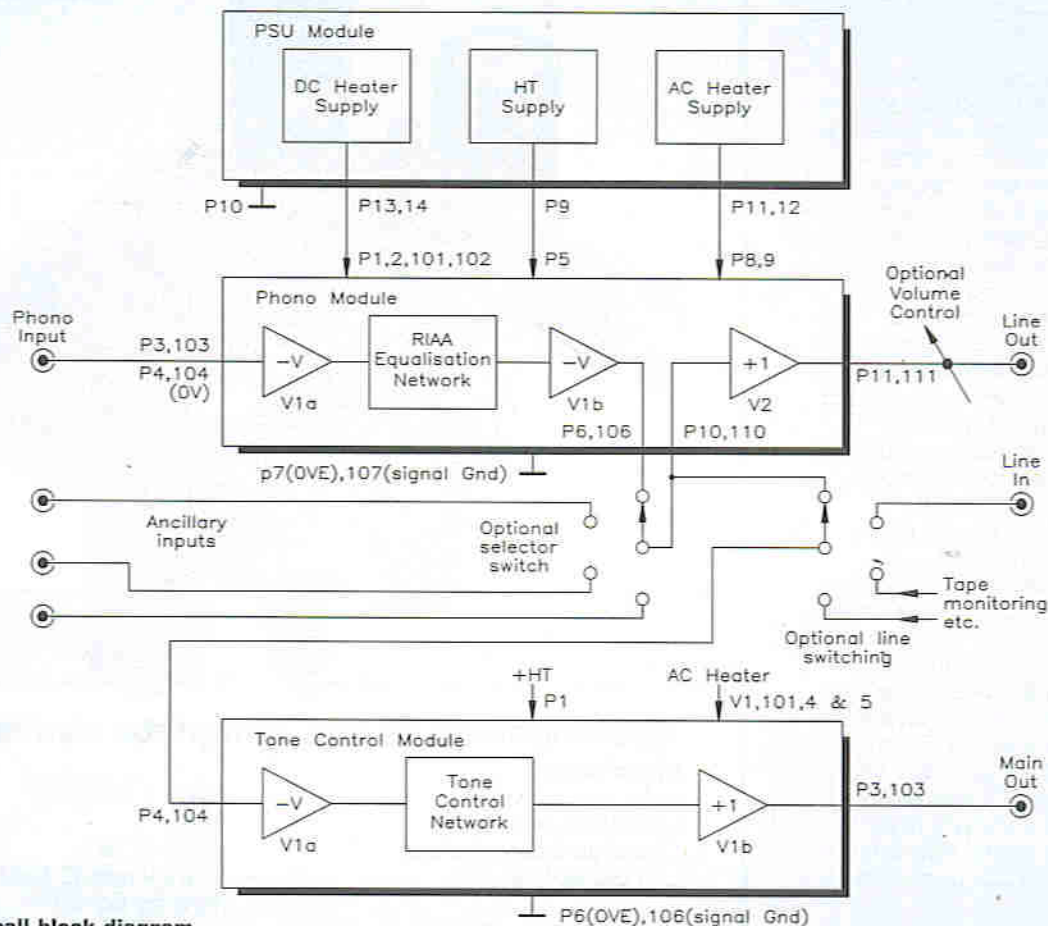 PSU Module
DC Heater
Supply
HT
Supply
AC Heater
Supply
P10
P13,14
P9
P11,12
P1,2,101,102
P5
P8,9
Phono Module
Optional
Volume
Control
Phono
Input
Line
Out
P3,103
P4,104
(0V)
-V
V1a
RIAA
Equalisation
Network
-V
V1b
+1
V2
P11,111
P6,106
P10,110
p7(0VE),107(signal Gnd)
Line
In
Ancillary
inputs
Optional
selector
switch
Tape
monitoring
etc.
Optional line
switching
+HT
P1
AC Heater
V1,101,4 & 5
Tone Control Module
P4,104
-V
V1a
Tone
Control
Network
+1
V1b
P3,103
Main
Out
P6(0VE),106(signal Gnd)
block diagram